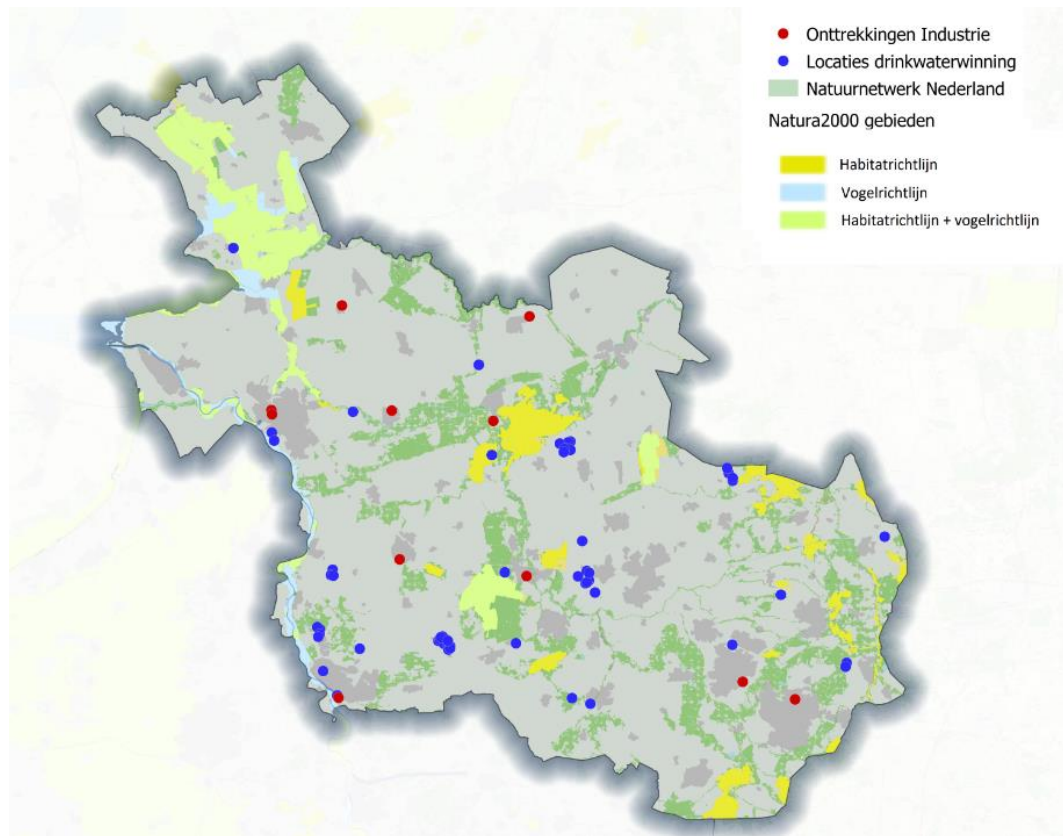 Onttrekkingen Industrie
Locaties drinkwaterwinning
Natuurnetwerk Nederland
Natura2000 gebieden
Habitatrichtlijn
Vogelrichtlijn
Habitatrichtlijn + vogelrichtlijn